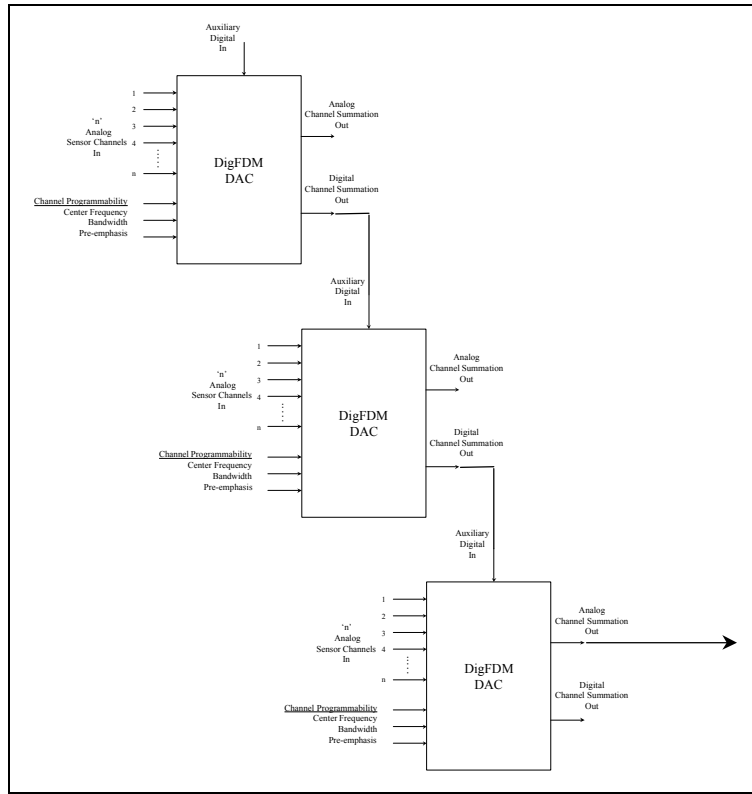 Auxiliary
Digital
In
1
2
3
4
n
'n'
Analog
Sensor Channels
In
Channel Programmability
Center Frequency
Bandwidth
Pre-emphasis
DigFDM
DAC
Analog
Channel Summation
Out
Digital
Channel Summation
Out
Auxiliary
Digital
In
1
2
3
4
n
'n'
Analog
Sensor Channels
In
Channel Programmability
Center Frequency
Bandwidth
Pre-emphasis
DigFDM
DAC
Analog
Channel Summation
Out
Digital
Channel Summation
Out
Auxiliary
Digital
In
1
2
3
4
n
'n'
Analog
Sensor Channels
In
Channel Programmability
Center Frequency
Bandwidth
Pre-emphasis
DigFDM
DAC
Analog
Channel Summation
Out
Digital
Channel Summation
Out